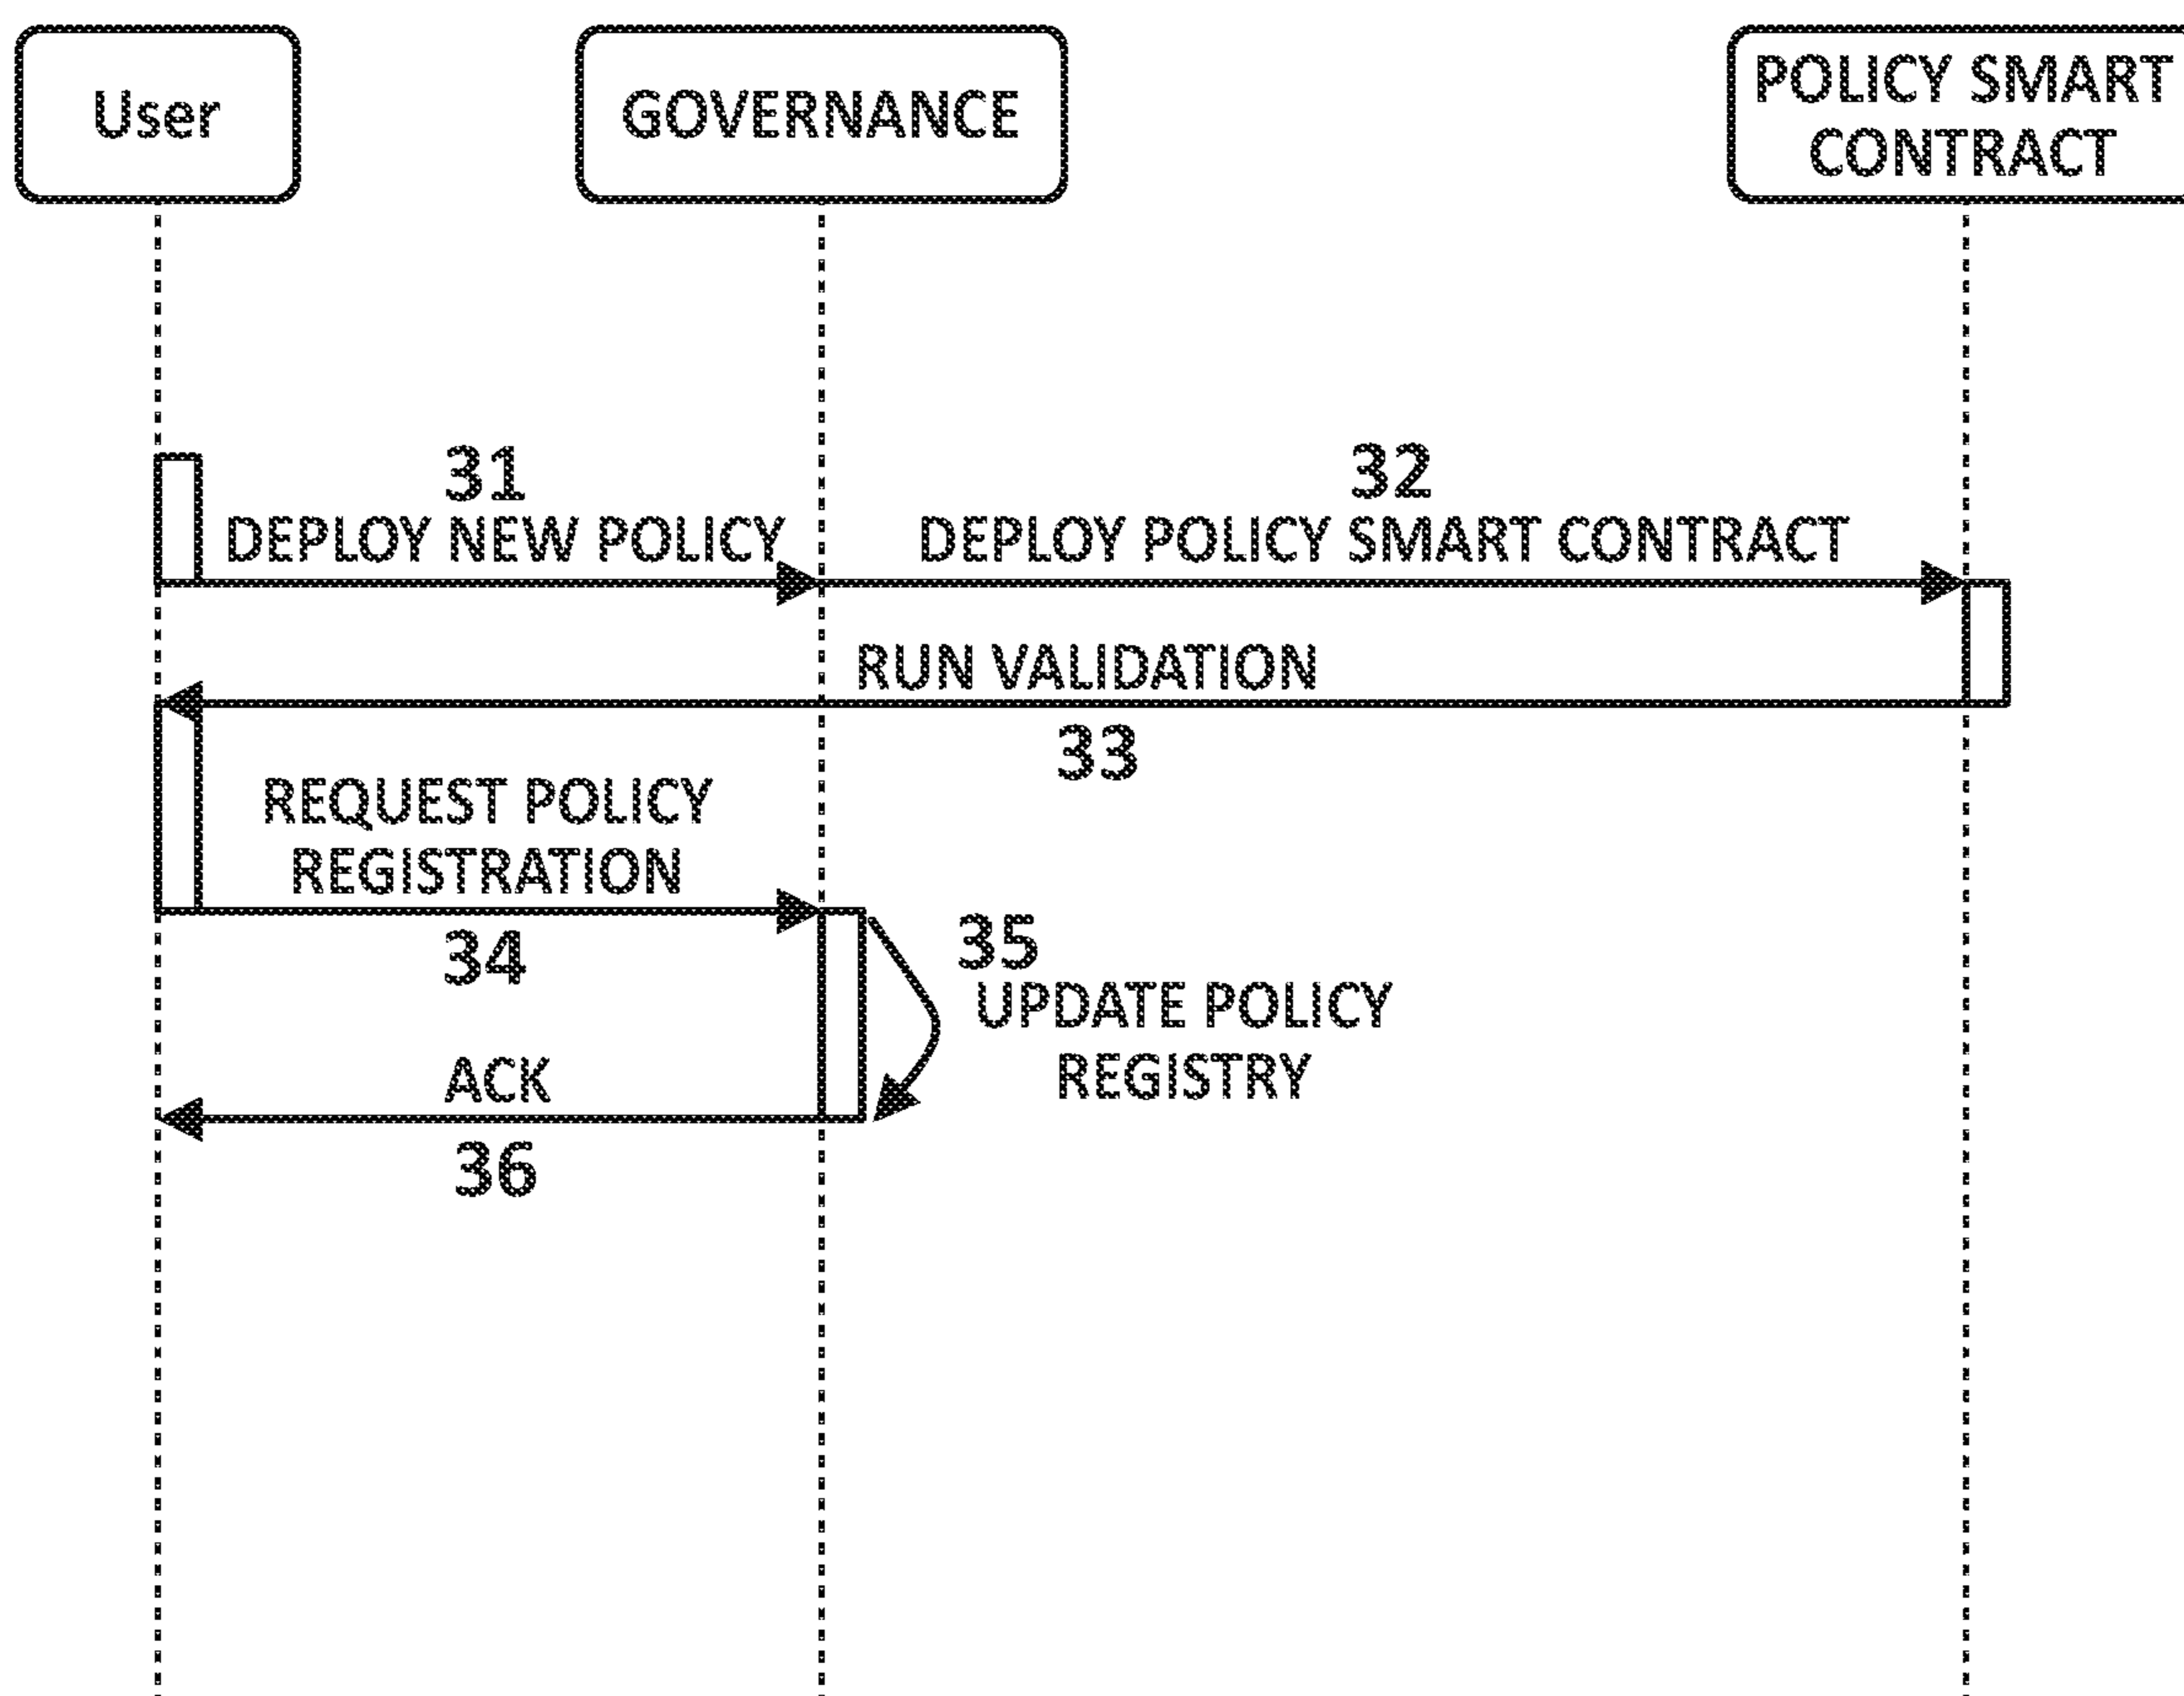 User
GOVERNANCE
POLICY SMART
CONTRACT
31
DEPLOY NEW POLICY
32
DEPLOY POLICY SMART CONTRACT
RUN VALIDATION
33
REQUEST POLICY
REGISTRATION
34
35
UPDATE POLICY
REGISTRY
ACK
36